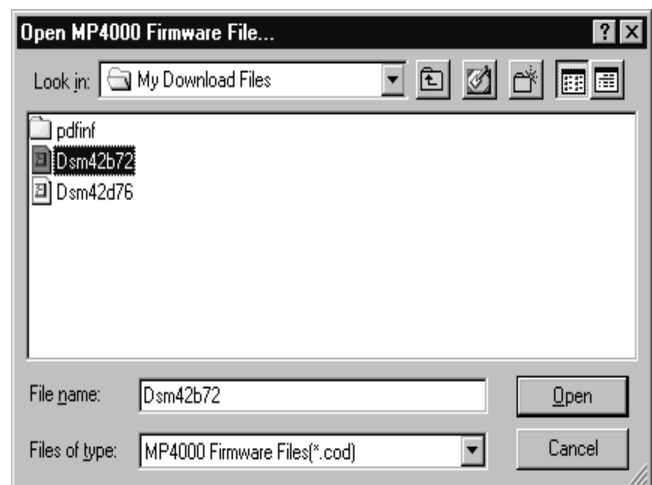 Open MP4000 Firmware File...
Look in: My Download Files
pdfinf
Dsm42b72
Dsm42d76
File name: Dsm42b72 Open
Files of type: MP4000 Firmware Files(*.cod) Cancel